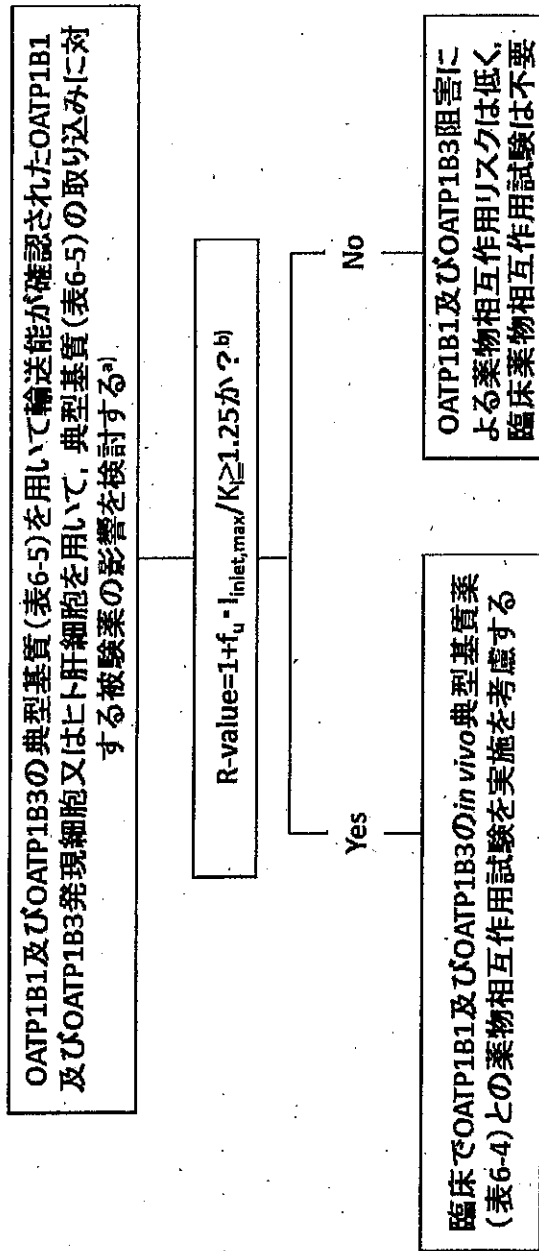 OATP1B1及びOATP1B3の典型基質(表6-5)を用いて輸送能が確認されたOATP1B1
及びOATP1B3発現細胞又はヒト肝細胞を用いて，典型基質(表6-5)の取り込みに対
する被験薬の影響を検討するa)
R-value=1+fu・Iinlet,max/Ki≧1.25か？b)
Yes
No
臨床でOATP1B1及びOATP1B3のin vivo典型基質薬
(表6-4)との薬物相互作用試験を実施を考慮する
OATP1B1及びOATP1B3阻害に
よる薬物相互作用リスクは低く，
臨床薬物相互作用試験は不要